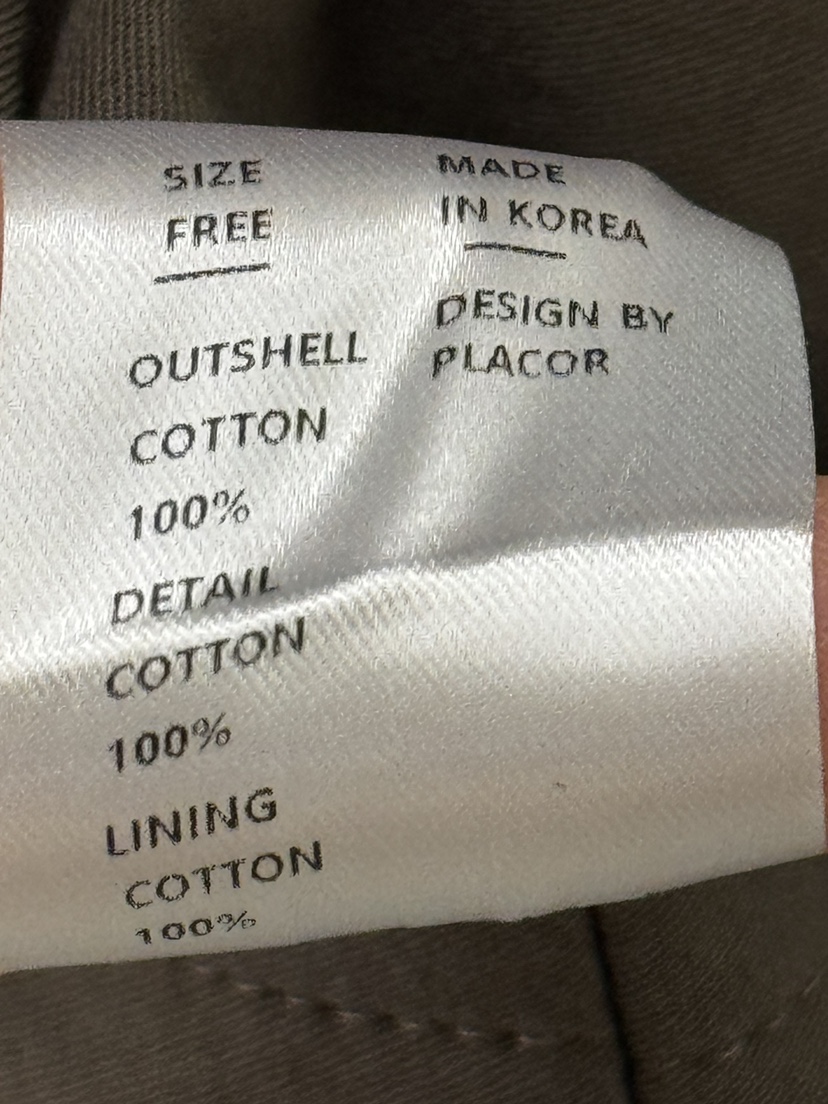 SIZE
FREE
OUTSHELL
COTTON
100%
DETAIL
COTTON
100%
LINING
COTTON
100%
MADE
IN KOREA
DESIGN BY
PLACOR